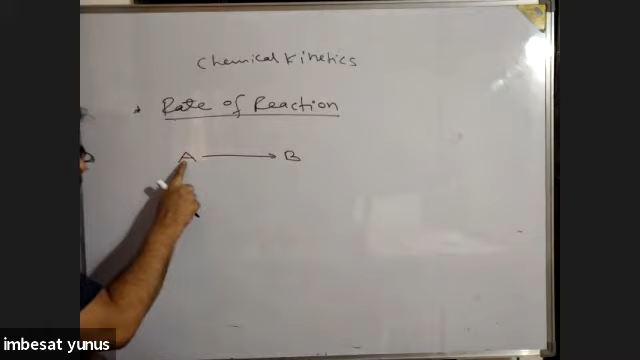 Chemical Kinetics
Rate of Reaction
A → B
imbesat yunus